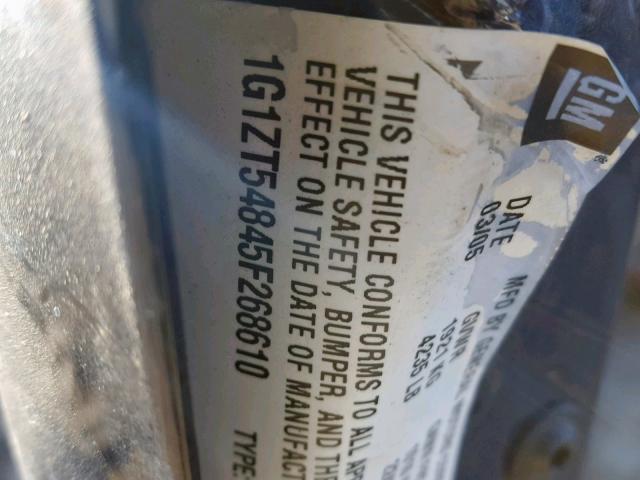 GM
DATE MFD BY
03/05 GVWR
1921 KG
4235 LB
THIS VEHICLE CONFORMS TO ALL
VEHICLE SAFETY, BUMPER, AND
EFFECT ON THE DATE OF MANUFACT
1G1ZT54845F268610 TYPE: